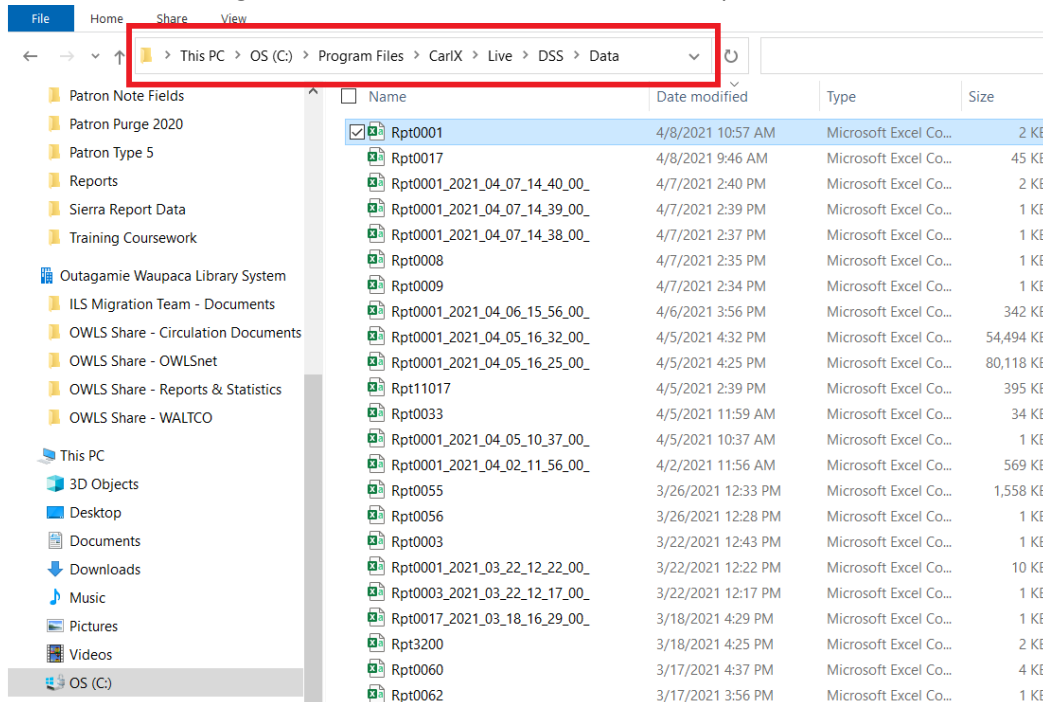 File Home Share View
This PC > OS (C:) > Program Files > CarlX > Live > DSS > Data
Patron Note Fields
Patron Purge 2020
Patron Type 5
Reports
Sierra Report Data
Training Coursework
Outagamie Waupaca Library System
ILS Migration Team - Documents
OWLS Share - Circulation Documents
OWLS Share - OWLSnet
OWLS Share - Reports & Statistics
OWLS Share - WALTCO
This PC
3D Objects
Desktop
Documents
Downloads
Music
Pictures
Videos
OS (C:)
Name Date modified Type Size
Rpt0001 4/8/2021 10:57 AM Microsoft Excel Co... 2 KB
Rpt0017 4/8/2021 9:46 AM Microsoft Excel Co... 45 KB
Rpt0001_2021_04_07_14_40_00_ 4/7/2021 2:40 PM Microsoft Excel Co... 2 KB
Rpt0001_2021_04_07_14_39_00_ 4/7/2021 2:39 PM Microsoft Excel Co... 1 KB
Rpt0001_2021_04_07_14_38_00_ 4/7/2021 2:37 PM Microsoft Excel Co... 1 KB
Rpt0008 4/7/2021 2:35 PM Microsoft Excel Co... 1 KB
Rpt0009 4/7/2021 2:34 PM Microsoft Excel Co... 1 KB
Rpt0001_2021_04_06_15_56_00_ 4/6/2021 3:56 PM Microsoft Excel Co... 342 KB
Rpt0001_2021_04_05_16_32_00_ 4/5/2021 4:32 PM Microsoft Excel Co... 54,494 KB
Rpt0001_2021_04_05_16_25_00_ 4/5/2021 4:25 PM Microsoft Excel Co... 80,118 KB
Rpt11017 4/5/2021 2:39 PM Microsoft Excel Co... 395 KB
Rpt0033 4/5/2021 11:59 AM Microsoft Excel Co... 34 KB
Rpt0001_2021_04_05_10_37_00_ 4/5/2021 10:37 AM Microsoft Excel Co... 1 KB
Rpt0001_2021_04_02_11_56_00_ 4/2/2021 11:56 AM Microsoft Excel Co... 569 KB
Rpt0055 3/26/2021 12:33 PM Microsoft Excel Co... 1,558 KB
Rpt0056 3/26/2021 12:28 PM Microsoft Excel Co... 1 KB
Rpt0003 3/22/2021 12:43 PM Microsoft Excel Co... 1 KB
Rpt0001_2021_03_22_12_22_00_ 3/22/2021 12:22 PM Microsoft Excel Co... 10 KB
Rpt0003_2021_03_22_12_17_00_ 3/22/2021 12:17 PM Microsoft Excel Co... 1 KB
Rpt0017_2021_03_18_16_29_00_ 3/18/2021 4:29 PM Microsoft Excel Co... 1 KB
Rpt3200 3/18/2021 4:25 PM Microsoft Excel Co... 2 KB
Rpt0060 3/17/2021 4:37 PM Microsoft Excel Co... 4 KB
Rpt0062 3/17/2021 3:56 PM Microsoft Excel Co... 1 KB